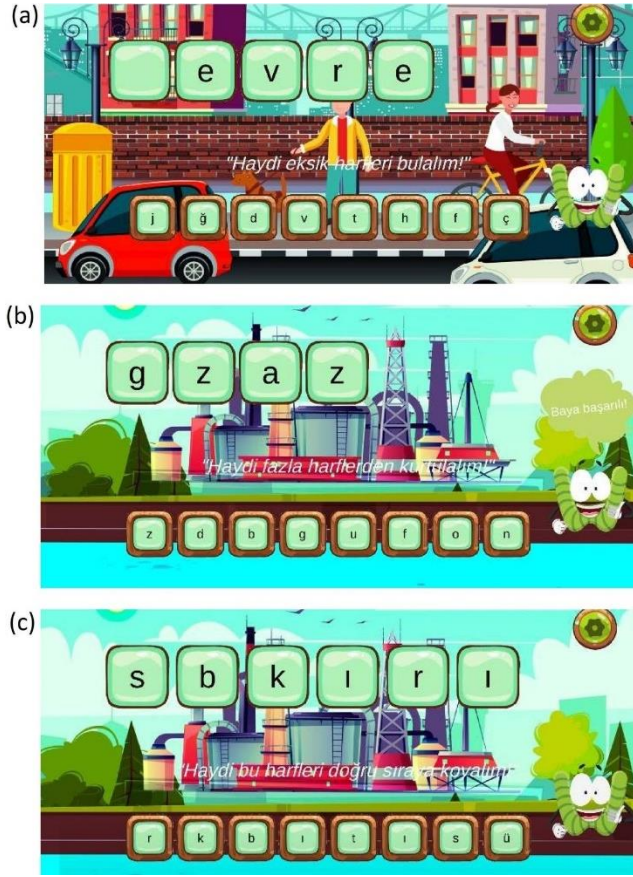 (a)
e v r e
"Haydi eksik harfleri bulalım!"
j ğ d v t h f ç
(b)
g z a z
Baya başarılı!
"Haydi fazla harflerden kurtulalım!"
z d b g u f o n
(c)
s b k ı r ı
"Haydi bu harfleri doğru sıraya koyalım!"
r k b ı t ı s ü